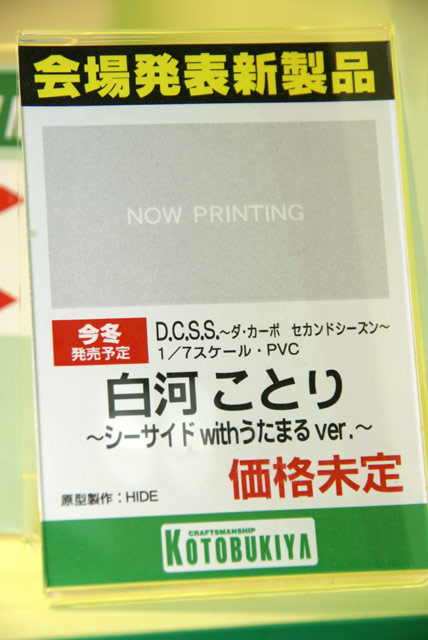 会場発表新製品
NOW PRINTING
今冬
発売予定
D.C.S.S.～ダ・カーポ セカンドシーズン～
1／7スケール・PVC
白河 ことり
～シーサイド withうたまる ver.～
価格未定
原型製作：HIDE
CRAFTSMANSHIP
KOTOBUKIYA